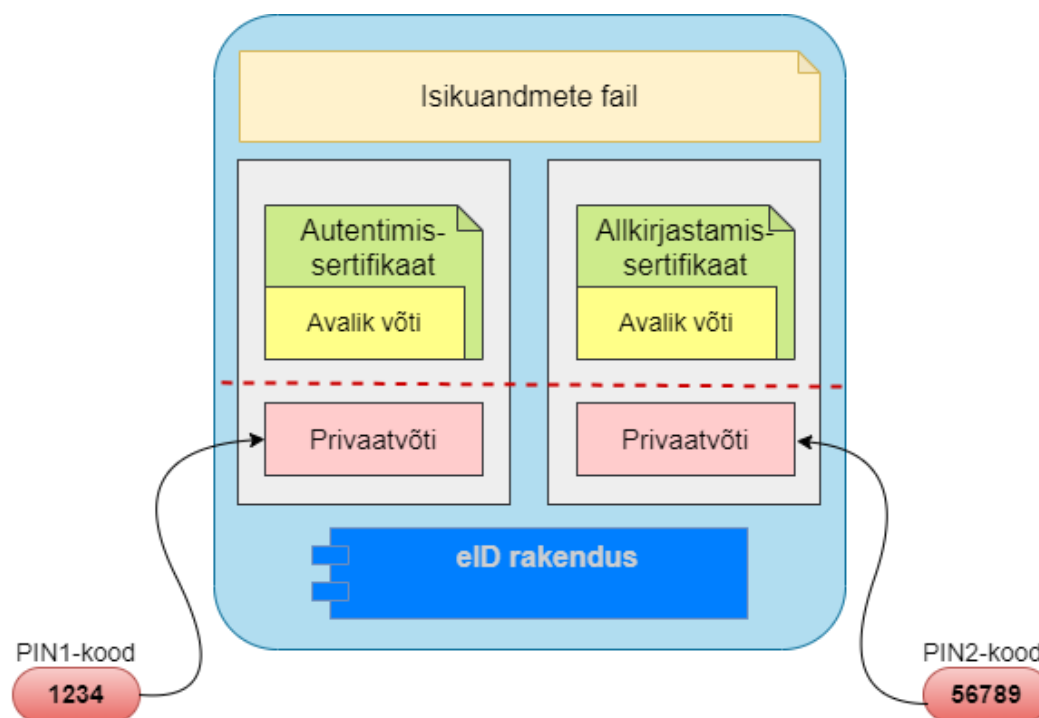 Isikuandmete fail
Autentimis-
sertifikaat
Avalik võti
Privaatvõti
Allkirjastamis-
sertifikaat
Avalik võti
Privaatvõti
eID rakendus
PIN1-kood
1234
PIN2-kood
56789